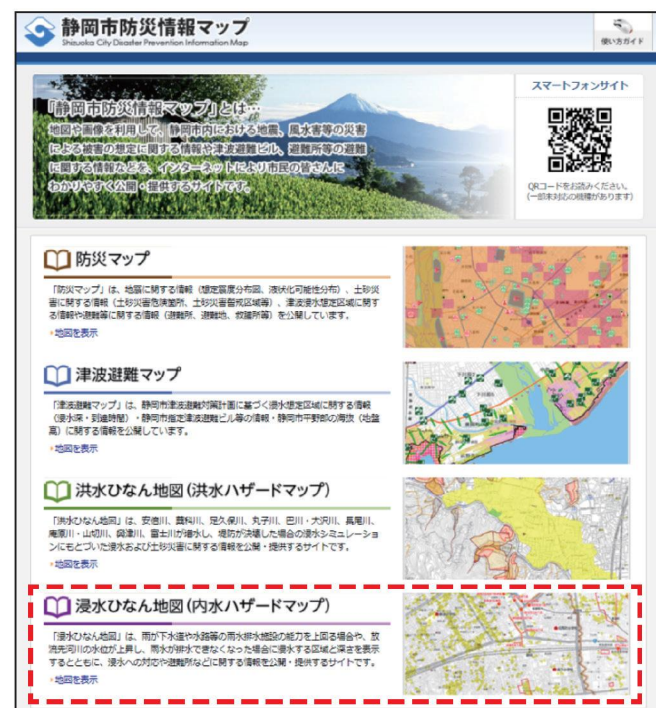 静岡市防災情報マップ
Shizuoka City Disaster Prevention Information Map
使い方ガイド
「静岡市防災情報マップ」とは…
地図や画像を利用して、静岡市内における地震、風水害等の災害
による被害の想定に関する情報や津波避難ビル、避難所等の避難
に関する情報などを、インターネットにより市民の皆さんに
わかりやすく公開・提供するサイトです。
スマートフォンサイト
QRコードをお読みください。
(一部未対応の機種があります)
防災マップ
「防災マップ」は、地震に関する情報（想定震度分布図、液状化可能性分布）、土砂災
害に関する情報（土砂災害危険箇所、土砂災害警戒区域等）、津波浸水想定区域に関す
る情報や避難等に関する情報（避難所、避難地、救護所等）を公開しています。
地図を表示
津波避難マップ
「津波避難マップ」は、静岡市津波避難対策計画に基づく浸水想定区域に関する情報
（浸水深・到達時間）・静岡市指定津波避難ビル等の情報・静岡市平野部の海抜（地盤
高）に関する情報を公開しています。
地図を表示
洪水ひなん地図(洪水ハザードマップ)
「洪水ひなん地図」は、安倍川、藁科川、足久保川、丸子川、巴川・大沢川、長尾川、
庵原川・山切川、興津川、富士川が増水し、堤防が決壊した場合の浸水シミュレーショ
ンにもとづいた浸水および土砂災害に関する情報を公開・提供するサイトです。
地図を表示
浸水ひなん地図(内水ハザードマップ)
「浸水ひなん地図」は、雨が下水道や水路等の雨水排水施設の能力を上回る場合や、放
流先河川の水位が上昇し、雨水が排水できなくなった場合に浸水する区域と深さを表示
するとともに、浸水への対応や避難所などに関する情報を公開・提供するサイトです。
地図を表示